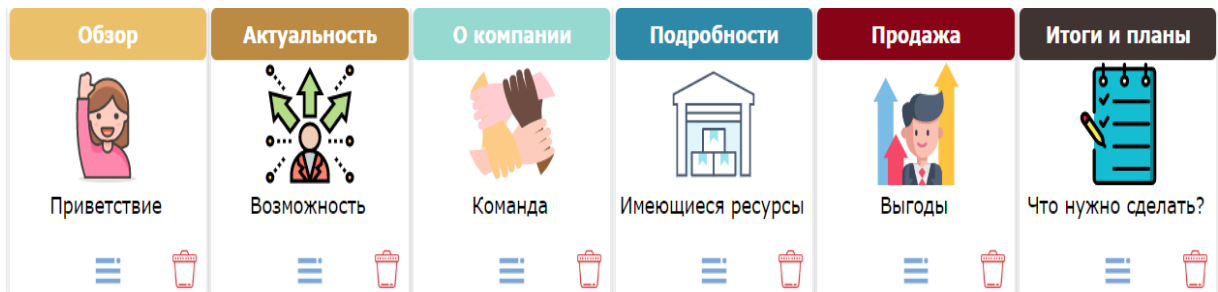 Обзор
Актуальность
О компании
Подробности
Продажа
Итоги и планы
Приветствие
Возможность
Команда
Имеющиеся ресурсы
Выгоды
Что нужно сделать?